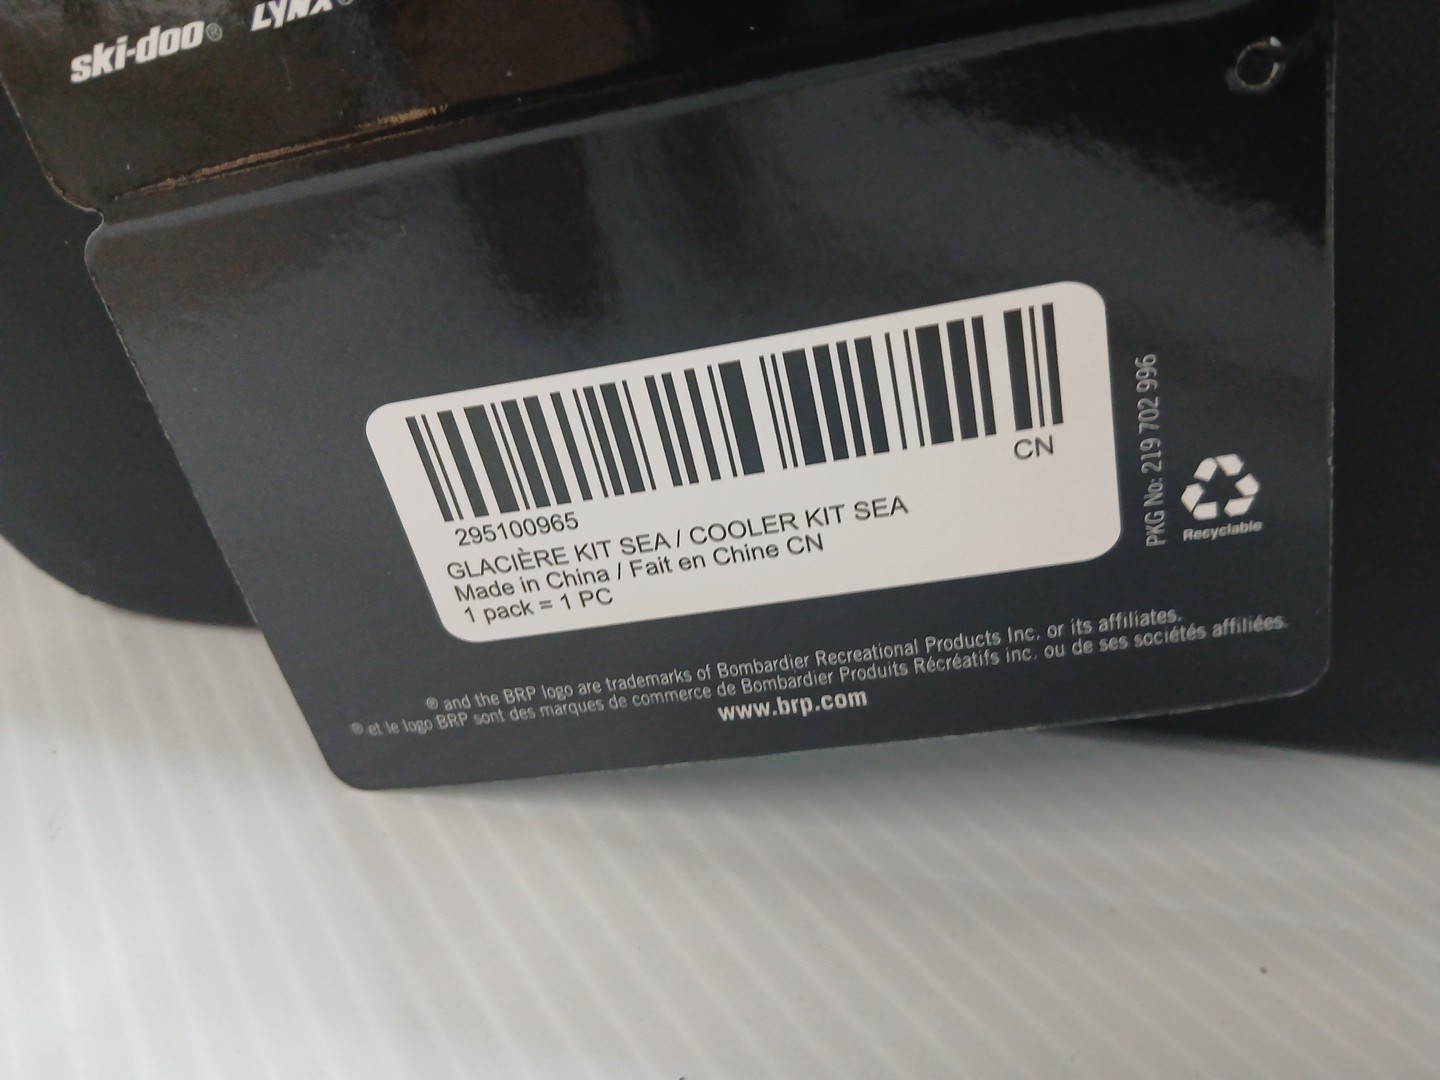 ski-doo® LYNX®
CN
295100965
GLACIÈRE KIT SEA / COOLER KIT SEA
Made in China / Fait en Chine CN
1 pack = 1 PC
PKG No: 219 702 996
Recyclable
® and the BRP logo are trademarks of Bombardier Recreational Products Inc. or its affiliates.
® et le logo BRP sont des marques de commerce de Bombardier Produits Récréatifs inc. ou de ses sociétés affiliées.
www.brp.com